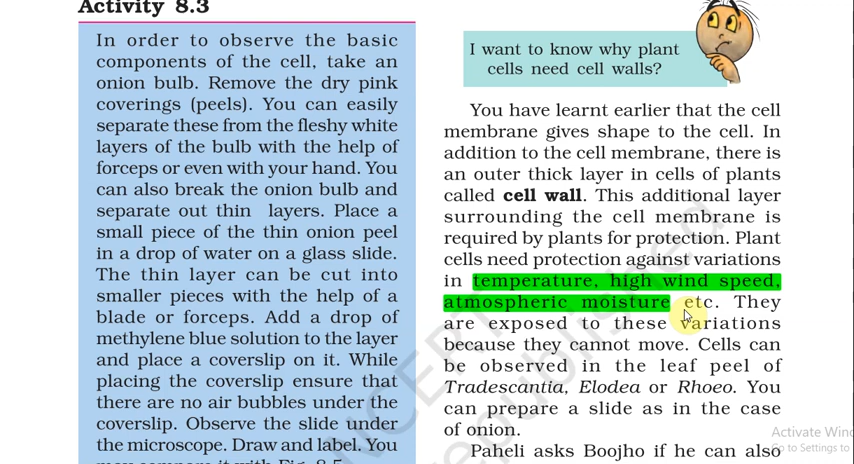 Activity 8.3
In order to observe the basic
components of the cell, take an
onion bulb. Remove the dry pink
coverings (peels). You can easily
separate these from the fleshy white
layers of the bulb with the help of
forceps or even with your hand. You
can also break the onion bulb and
separate out thin layers. Place a
small piece of the thin onion peel
in a drop of water on a glass slide.
The thin layer can be cut into
smaller pieces with the help of a
blade or forceps. Add a drop of
methylene blue solution to the layer
and place a coverslip on it. While
placing the coverslip ensure that
there are no air bubbles under the
coverslip. Observe the slide under
the microscope. Draw and label. You
may compare it with Fig. 8.5
I want to know why plant
cells need cell walls?
You have learnt earlier that the cell
membrane gives shape to the cell. In
addition to the cell membrane, there is
an outer thick layer in cells of plants
called cell wall. This additional layer
surrounding the cell membrane is
required by plants for protection. Plant
cells need protection against variations
in temperature, high wind speed,
atmospheric moisture etc. They
are exposed to these variations
because they cannot move. Cells can
be observed in the leaf peel of
Tradescantia, Elodea or Rhoeo. You
can prepare a slide as in the case
of onion.
Paheli asks Boojho if he can also
NCERT
republished
Activate Win
Go to Settings to